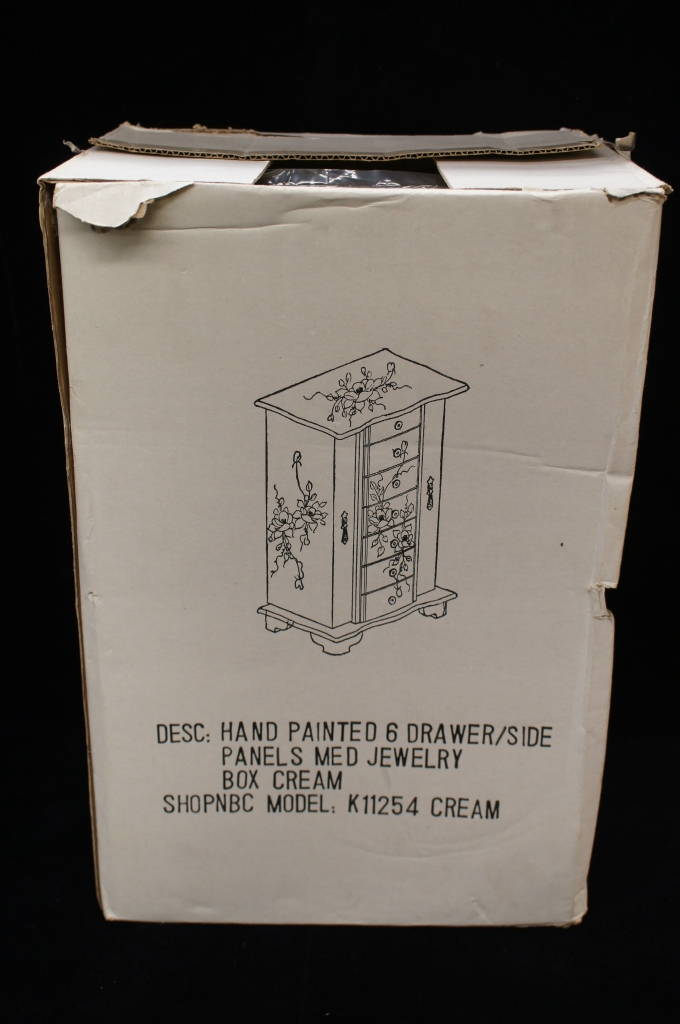 DESC: HAND PAINTED 6 DRAWER/SIDE
PANELS MED JEWELRY
BOX CREAM
SHOPNBC MODEL: K11254 CREAM